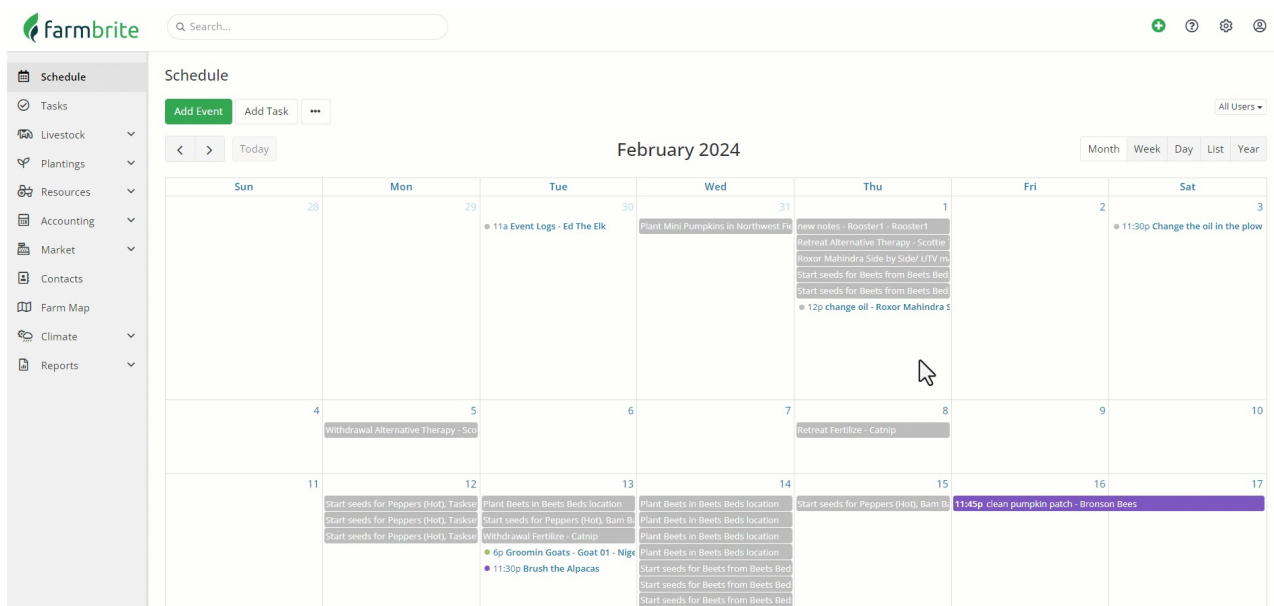 farmbrite
Search...
Schedule
Tasks
Livestock
Plantings
Resources
Accounting
Market
Contacts
Farm Map
Climate
Reports
Schedule
Add Event Add Task ...
All Users
Today
February 2024
Month Week Day List Year
Sun Mon Tue Wed Thu Fri Sat
28 29 30 31 1 2 3
11a Event Logs - Ed The Elk
Plant Mini Pumpkins in Northwest Fie
new notes - Rooster1 - Rooster1
Retreat Alternative Therapy - Scottie
Roxor Mahindra Side by Side/ UTV m
Start seeds for Beets from Beets Bed
Start seeds for Beets from Beets Bed
12p change oil - Roxor Mahindra S
11:30p Change the oil in the plow
4 5 6 7 8 9 10
Withdrawal Alternative Therapy - Sco
Retreat Fertilize - Catnip
11 12 13 14 15 16 17
Start seeds for Peppers (Hot), Taskse
Start seeds for Peppers (Hot), Taskse
Start seeds for Peppers (Hot), Taskse
Plant Beets in Beets Beds location
Start seeds for Peppers (Hot), Bam B
Withdrawal Fertilize - Catnip
6p Groomin Goats - Goat 01 - Nige
11:30p Brush the Alpacas
Plant Beets in Beets Beds location
Plant Beets in Beets Beds location
Plant Beets in Beets Beds location
Plant Beets in Beets Beds location
Start seeds for Beets from Beets Bed
Start seeds for Beets from Beets Bed
Start seeds for Beets from Beets Bed
Start seeds for Peppers (Hot), Bam B
11:45p clean pumpkin patch - Bronson Bees